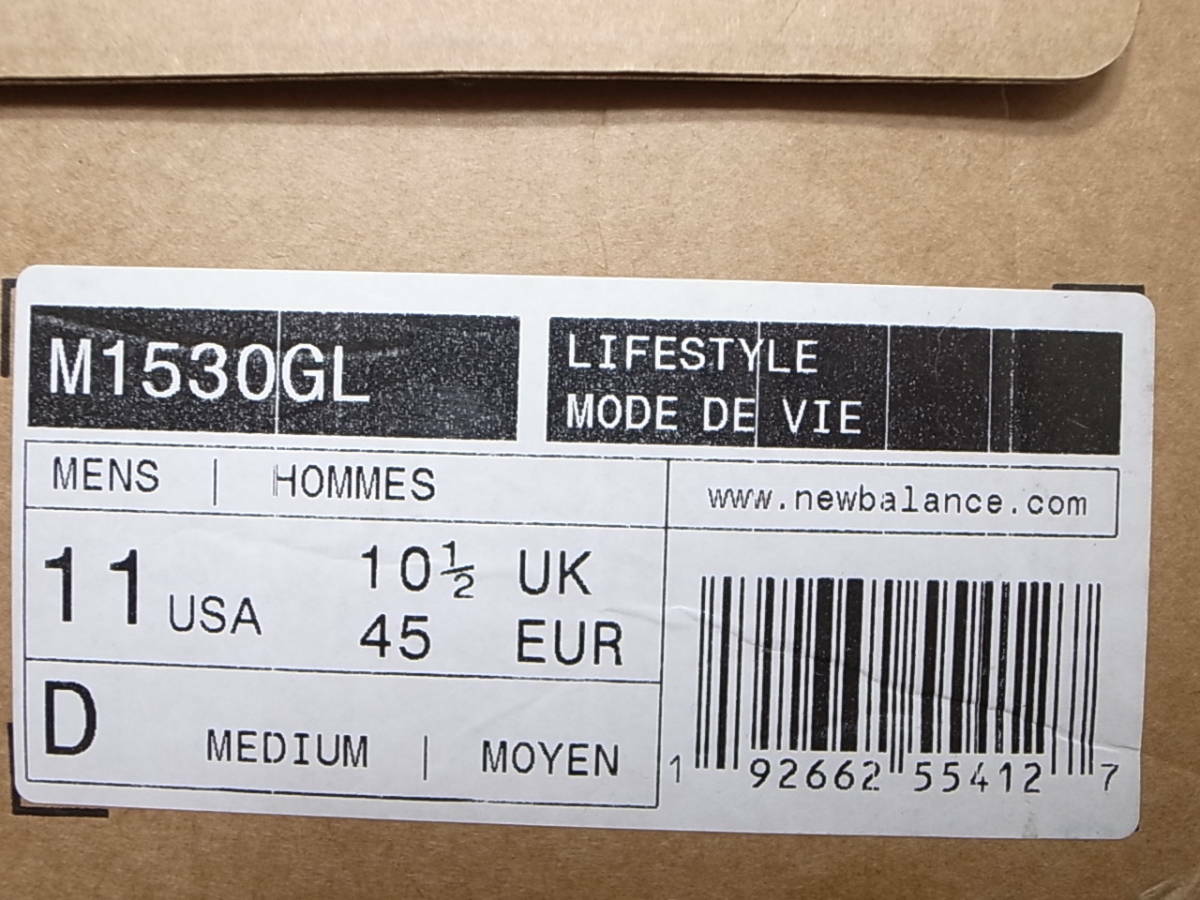 M1530GL
LIFESTYLE
MODE DE VIE
MENS | HOMMES
www.newbalance.com
11 USA
10½ UK
45 EUR
D MEDIUM | MOYEN
1 92662 55412 7